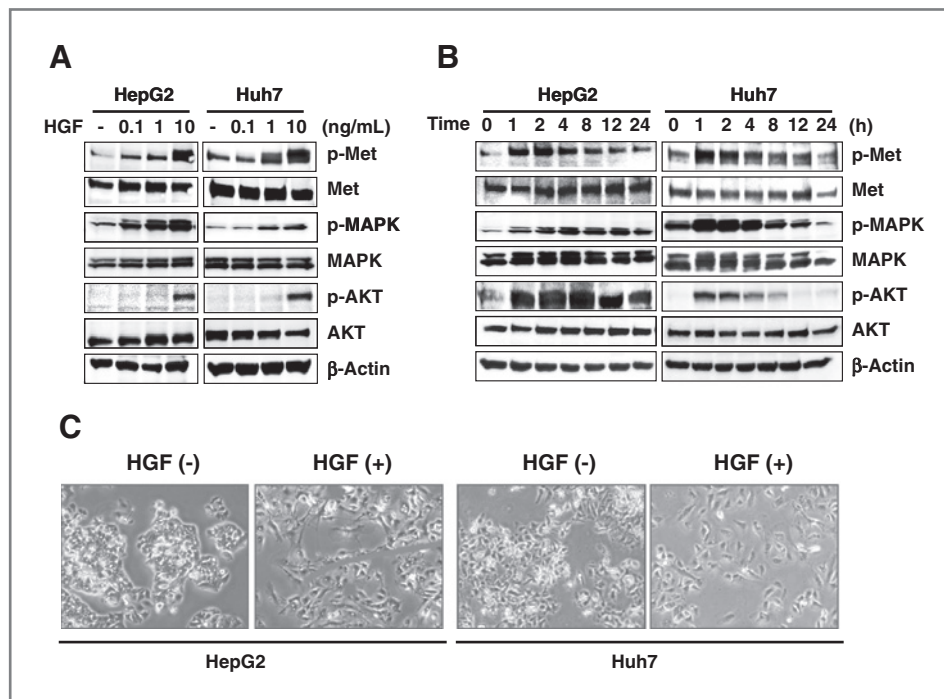 A
HepG2 Huh7
HGF - 0.1 1 10 - 0.1 1 10 (ng/mL)
p-Met
Met
p-MAPK
MAPK
p-AKT
AKT
β-Actin
B
HepG2 Huh7
Time 0 1 2 4 8 12 24 0 1 2 4 8 12 24 (h)
p-Met
Met
p-MAPK
MAPK
p-AKT
AKT
β-Actin
C
HGF (-) HGF (+) HGF (-) HGF (+)
HepG2 Huh7